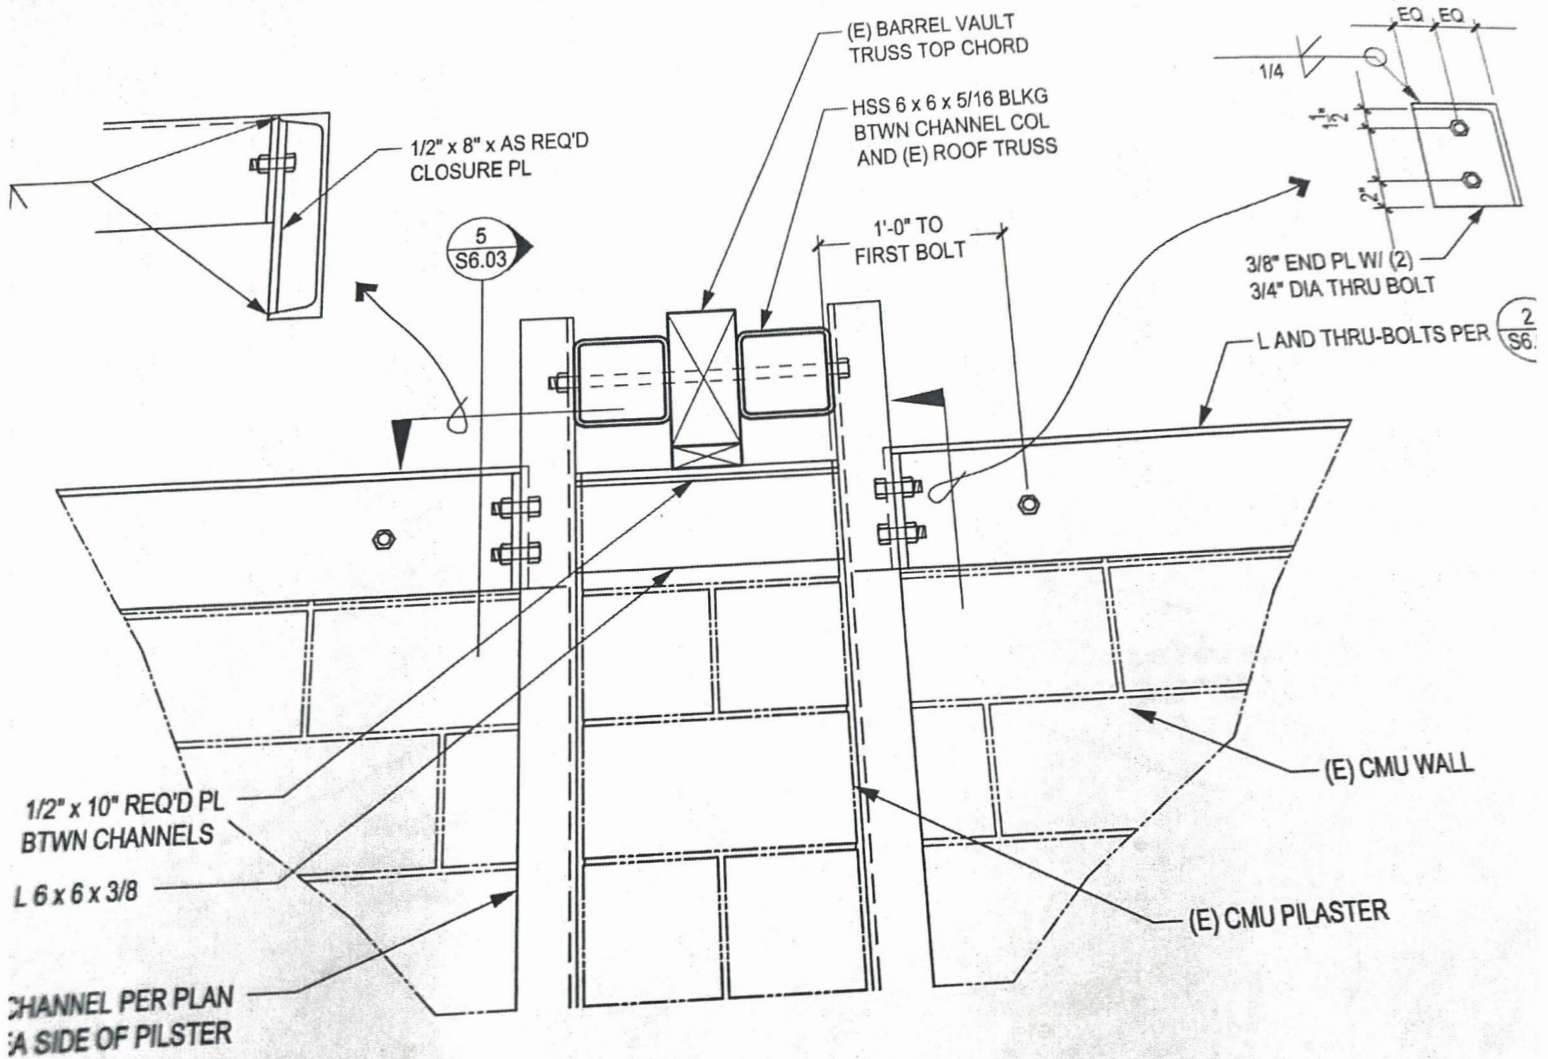 (E) BARREL VAULT
TRUSS TOP CHORD
EQ EQ
1/4
HSS 6 x 6 x 5/16 BLKG
BTWN CHANNEL COL
AND (E) ROOF TRUSS
1/2" x 8" x AS REQ'D
CLOSURE PL
1 1/2"
2"
5
S6.03
1'-0" TO
FIRST BOLT
3/8" END PL W/ (2)
3/4" DIA THRU BOLT
L AND THRU-BOLTS PER
2
S6.
1/2" x 10" REQ'D PL
BTWN CHANNELS
L 6 x 6 x 3/8
(E) CMU WALL
(E) CMU PILASTER
CHANNEL PER PLAN
EA SIDE OF PILSTER